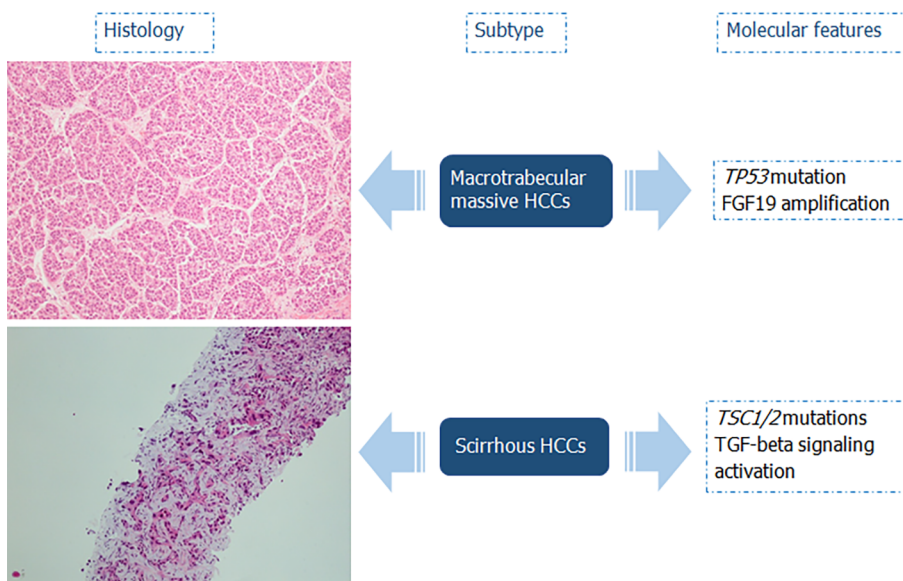 Histology
Subtype
Molecular features
Macrotrabecular
massive HCCs
TP53 mutation
FGF19 amplification
Scirrhous HCCs
TSC1/2 mutations
TGF-beta signaling
activation